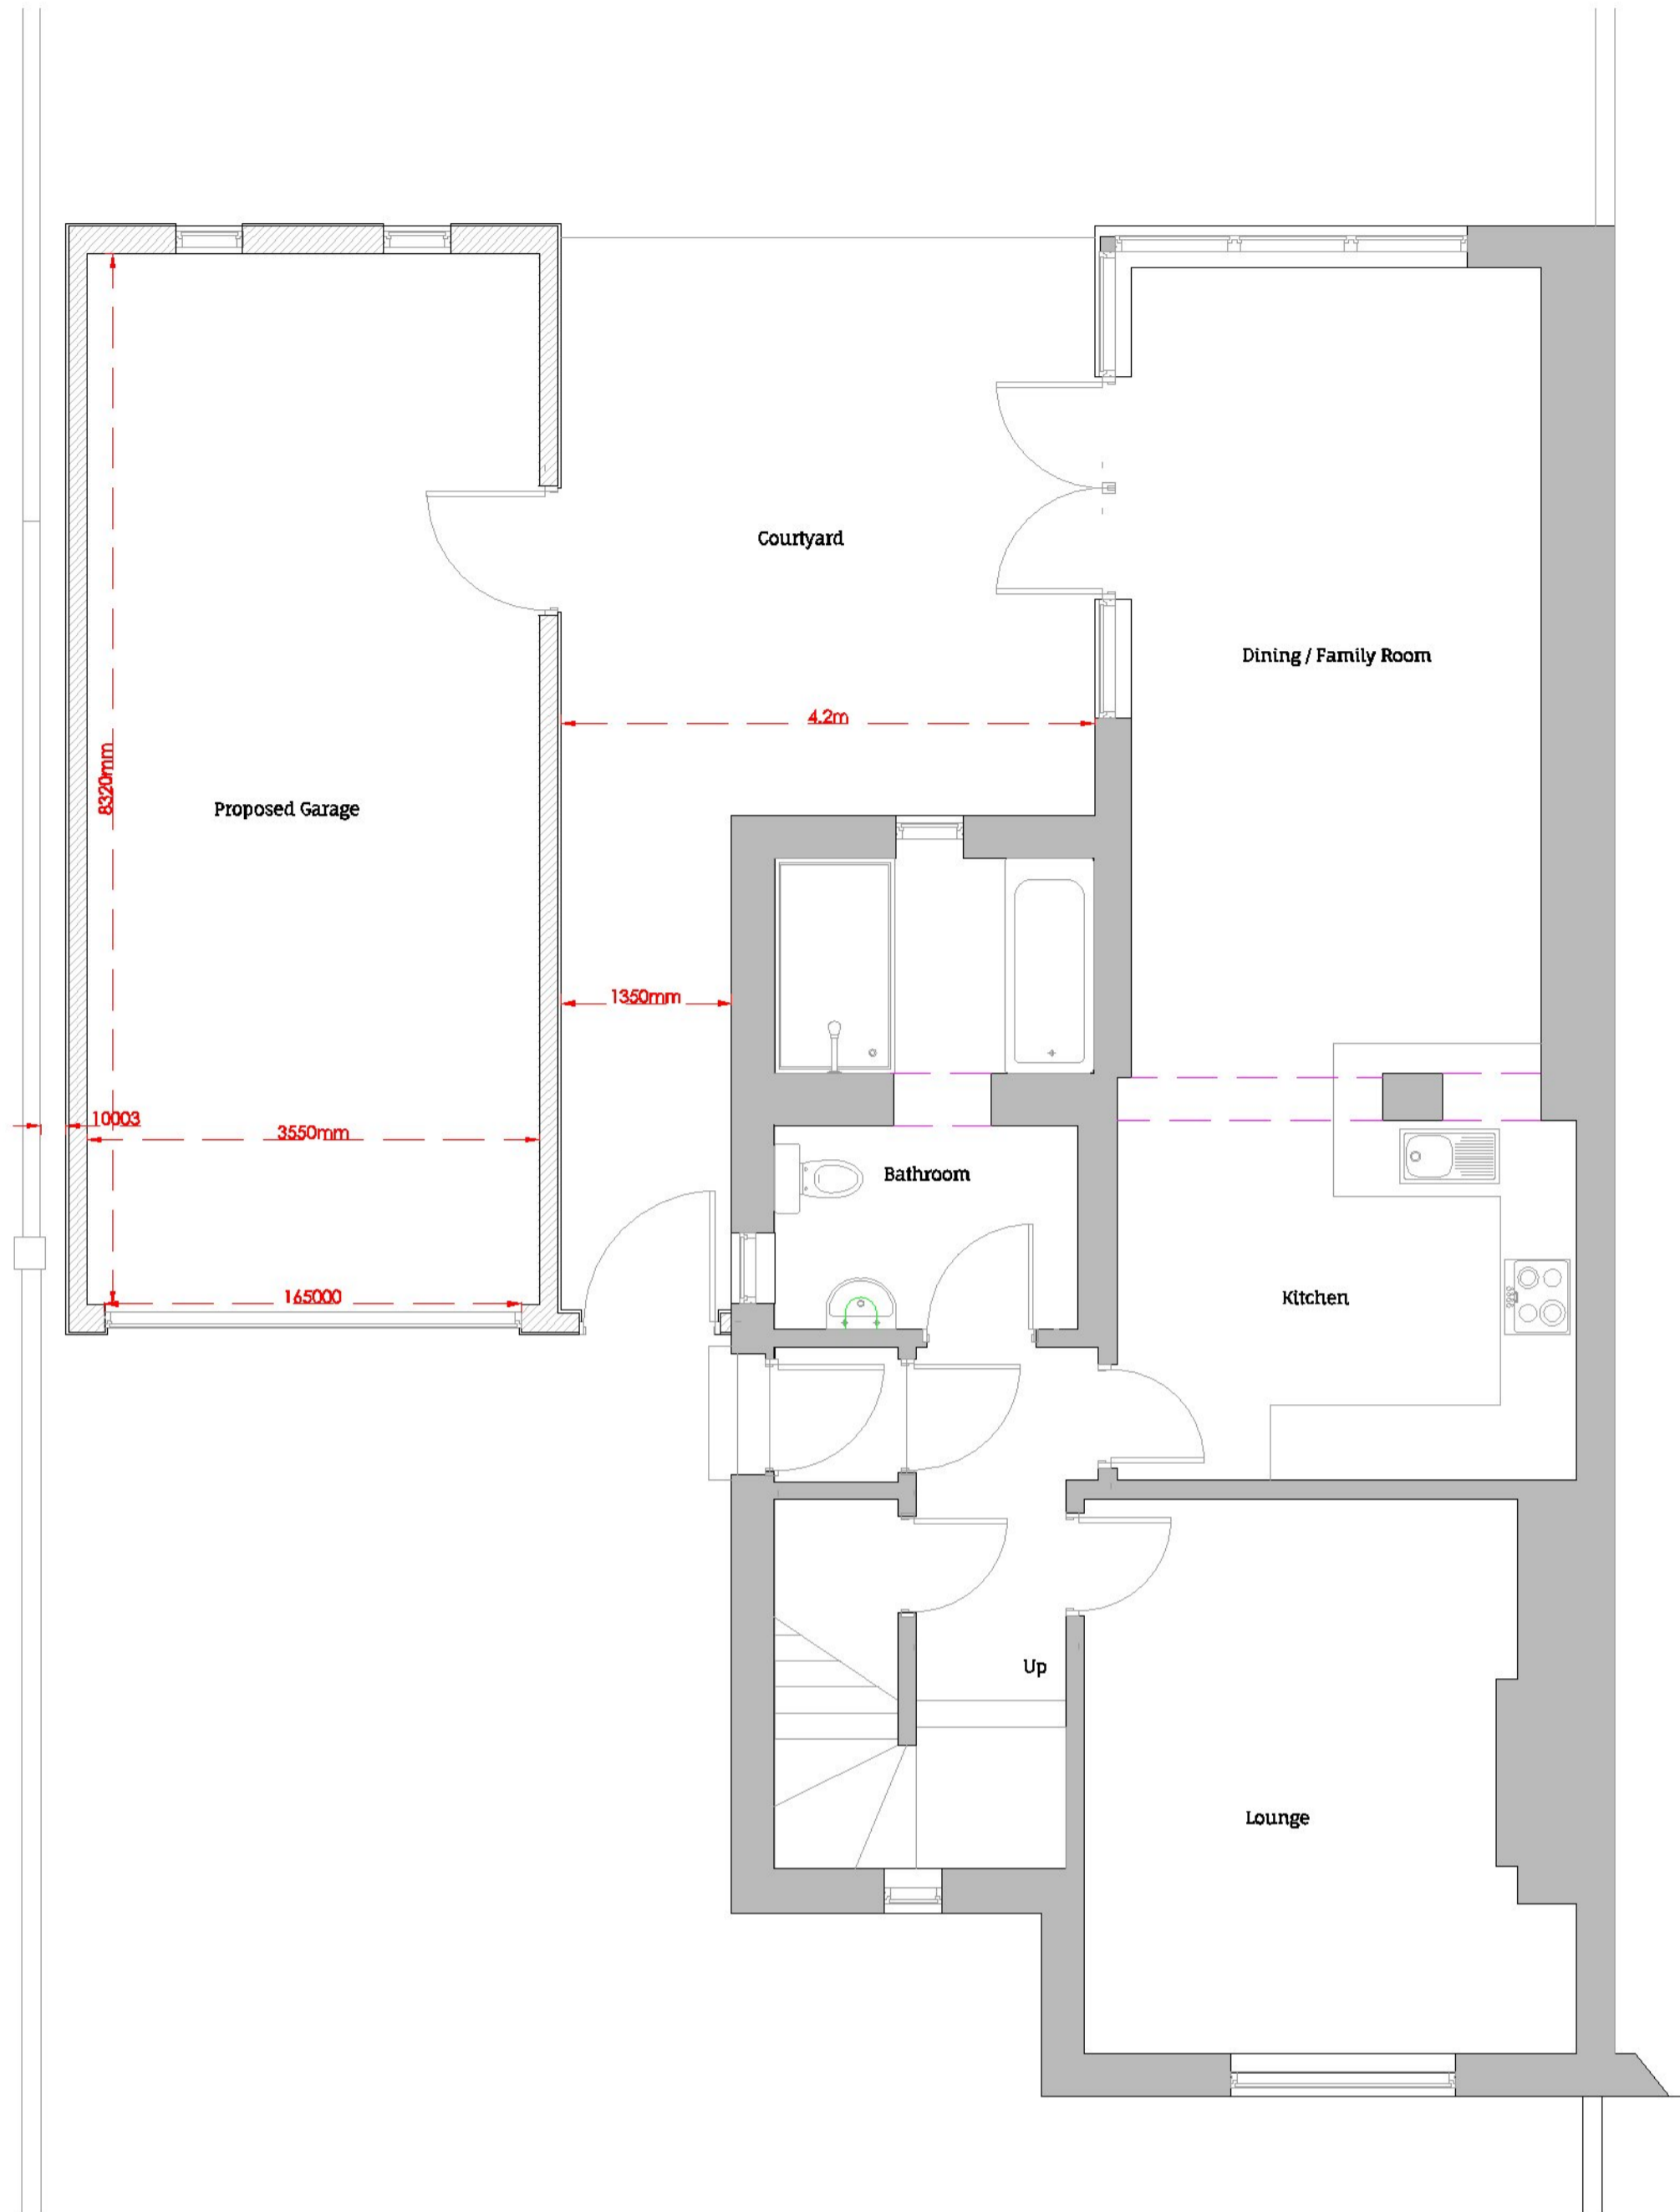 Courtyard
Dining / Family Room
4.2m
8320mm
Proposed Garage
1350mm
10003
3550mm
Bathroom
165000
Kitchen
Up
Lounge